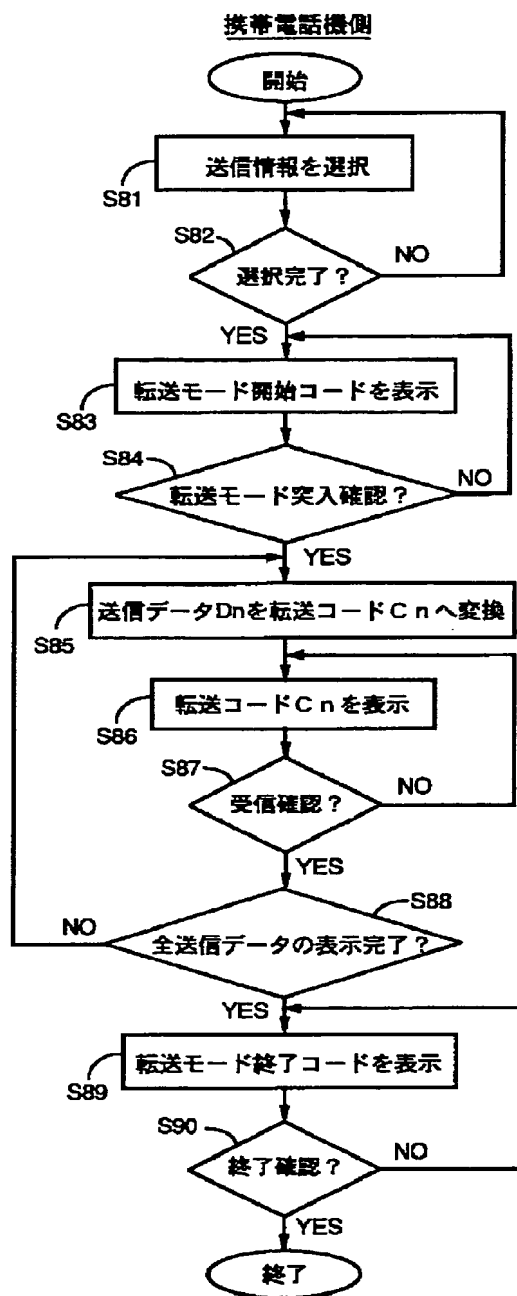 携帯電話機側
開始
送信情報を選択
S81
S82
選択完了?
NO
YES
転送モード開始コードを表示
S83
S84
転送モード突入確認?
NO
YES
送信データDnを転送コードCnへ変換
S85
転送コードCnを表示
S86
S87
受信確認?
NO
YES
S88
全送信データの表示完了?
NO
YES
転送モード終了コードを表示
S89
S90
終了確認?
NO
YES
終了